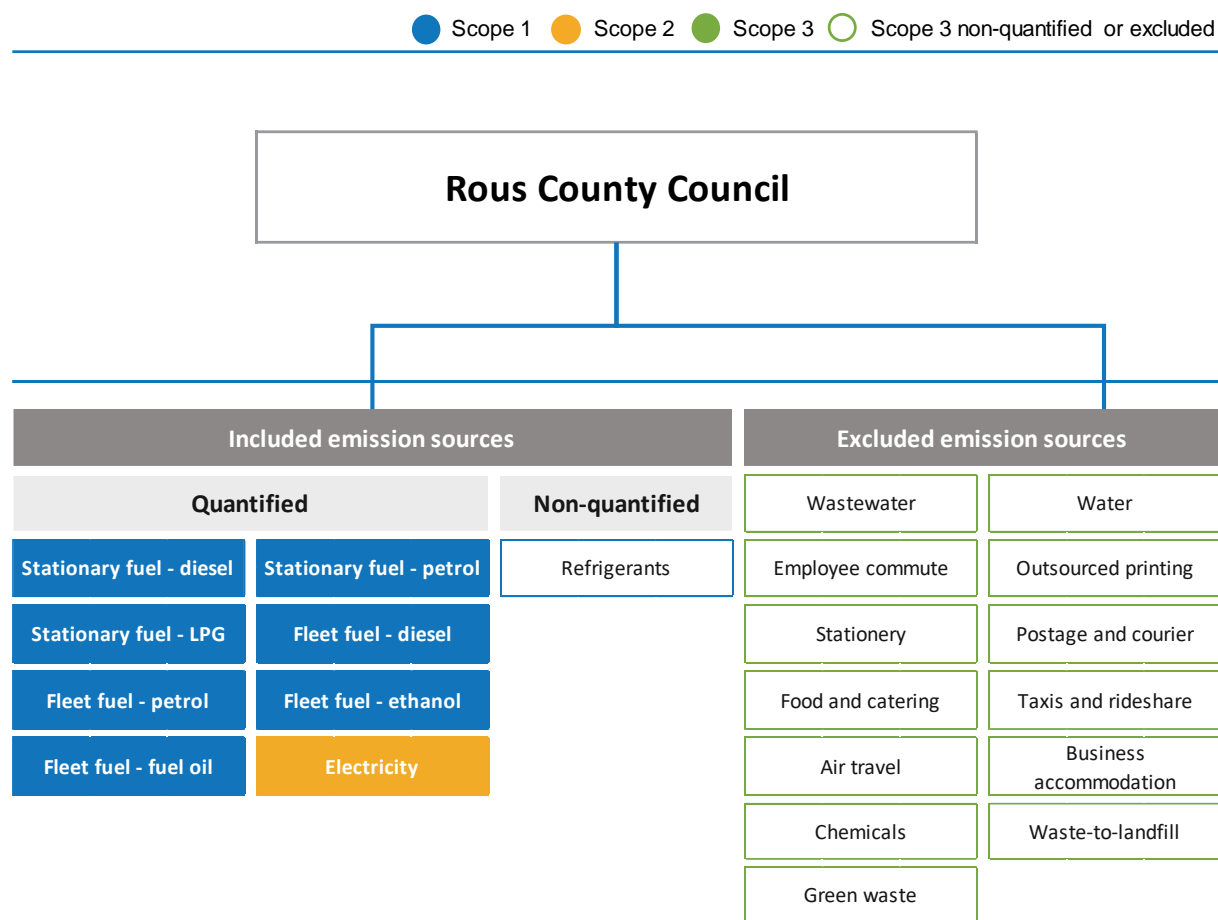 Scope 1 Scope 2 Scope 3 Scope 3 non-quantified or excluded
Rous County Council
Included emission sources
Excluded emission sources
Quantified
Non-quantified
Wastewater
Water
Stationary fuel - diesel
Stationary fuel - petrol
Refrigerants
Employee commute
Outsourced printing
Stationary fuel - LPG
Fleet fuel - diesel
Stationery
Postage and courier
Fleet fuel - petrol
Fleet fuel - ethanol
Food and catering
Taxis and rideshare
Fleet fuel - fuel oil
Electricity
Air travel
Business
accommodation
Chemicals
Waste-to-landfill
Green waste